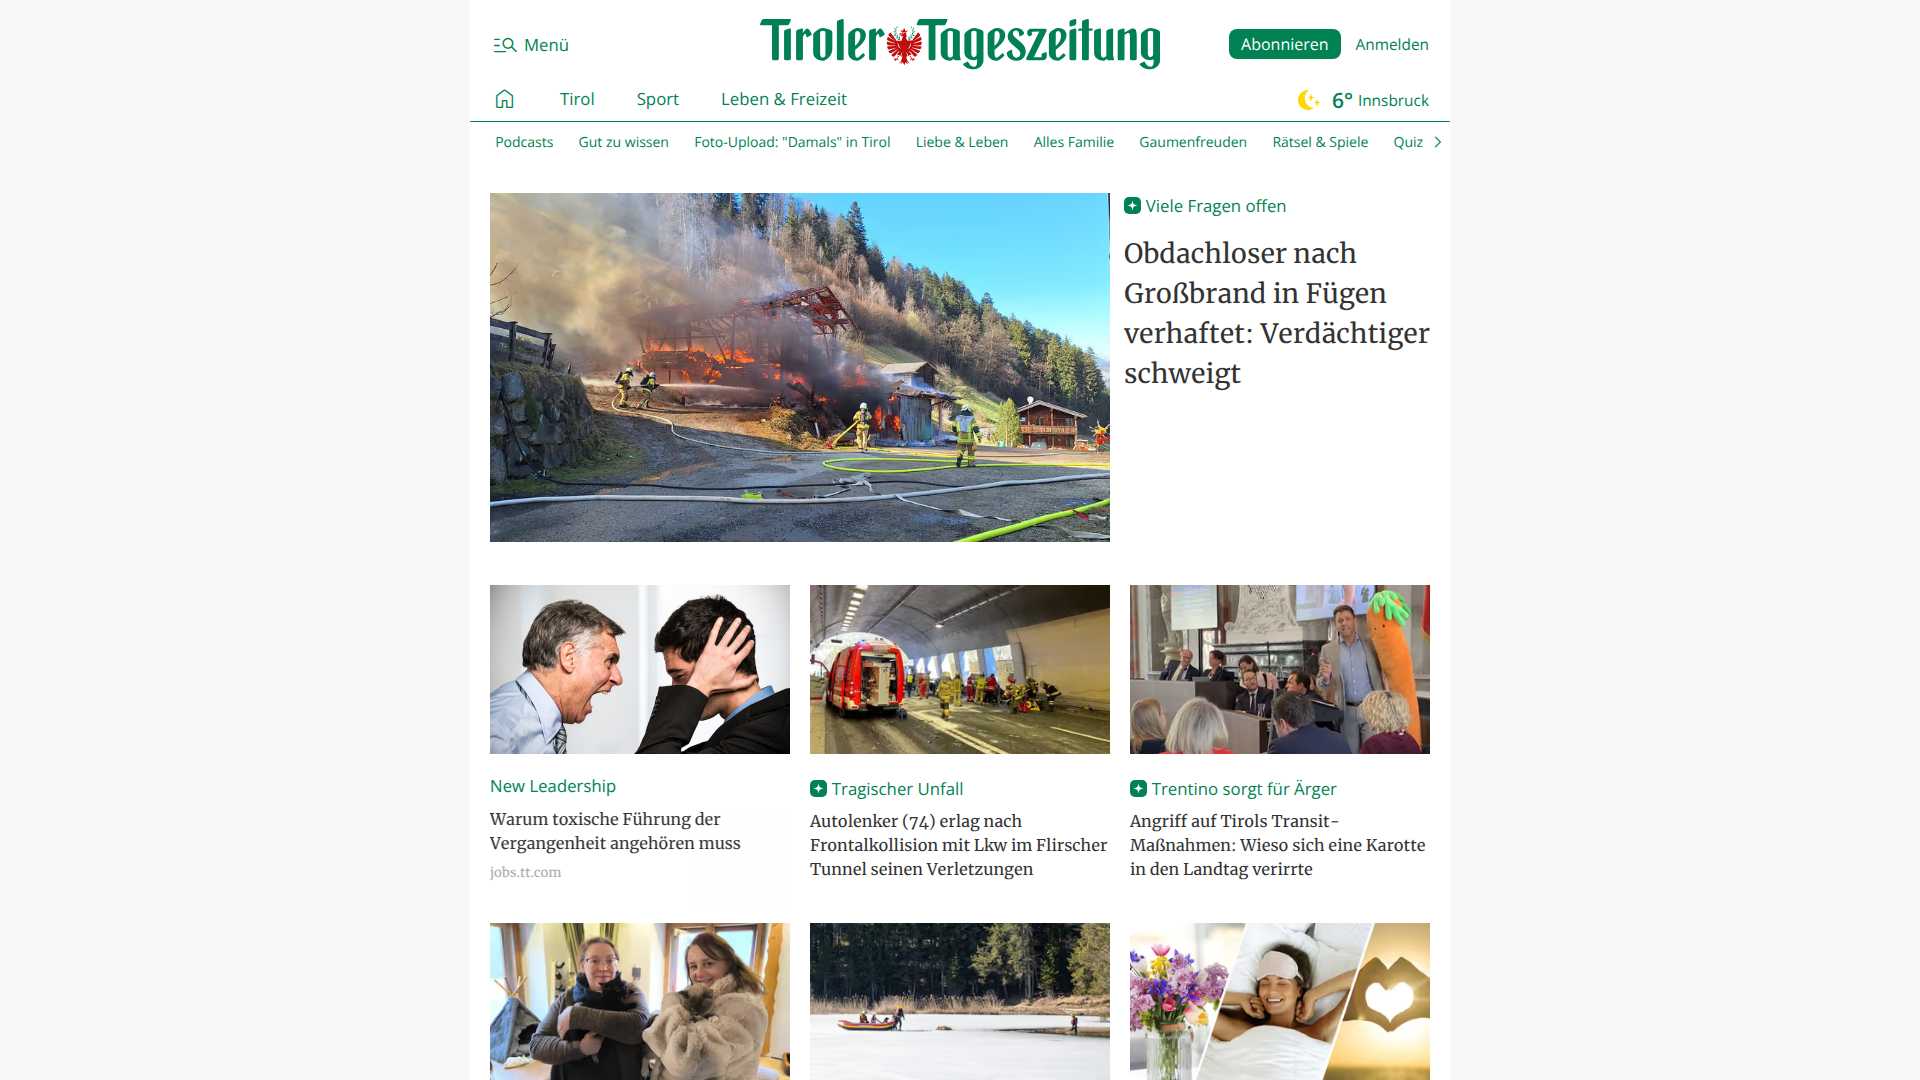 Menü
Tiroler Tageszeitung
Abonnieren
Anmelden
Tirol
Sport
Leben & Freizeit
6° Innsbruck
Podcasts
Gut zu wissen
Foto-Upload: "Damals" in Tirol
Liebe & Leben
Alles Familie
Gaumenfreuden
Rätsel & Spiele
Quiz
Viele Fragen offen
Obdachloser nach
Großbrand in Fügen
verhaftet: Verdächtiger
schweigt
New Leadership
Warum toxische Führung der
Vergangenheit angehören muss
jobs.tt.com
Tragischer Unfall
Autolenker (74) erlag nach
Frontalkollision mit Lkw im Flirscher
Tunnel seinen Verletzungen
Trentino sorgt für Ärger
Angriff auf Tirols Transit-
Maßnahmen: Wieso sich eine Karotte
in den Landtag verirrte